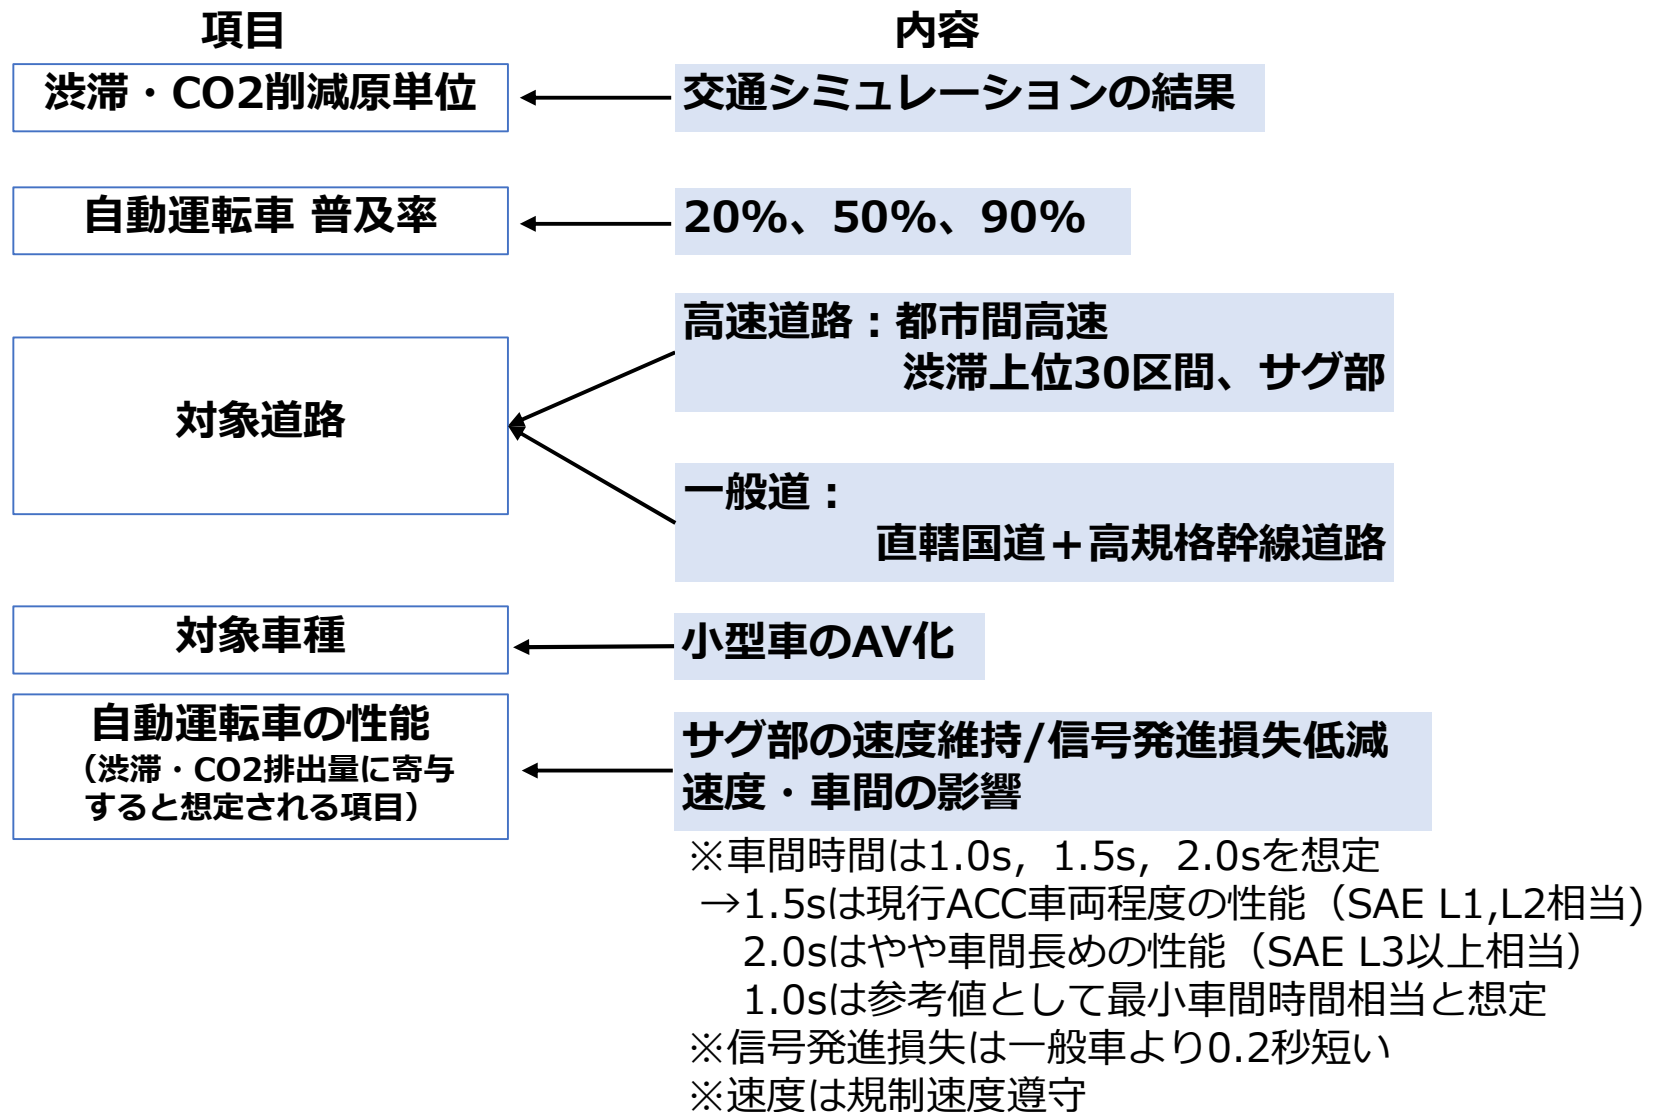 項目
内容
渋滞・CO2削減原単位
交通シミュレーションの結果
自動運転車 普及率
20%、50%、90%
対象道路
高速道路：都市間高速
渋滞上位30区間、サグ部
一般道：
直轄国道＋高規格幹線道路
対象車種
小型車のAV化
自動運転車の性能
（渋滞・CO2排出量に寄与
すると想定される項目）
サグ部の速度維持/信号発進損失低減
速度・車間の影響
※車間時間は1.0s，1.5s，2.0sを想定
→1.5sは現行ACC車両程度の性能（SAE L1,L2相当)
2.0sはやや車間長めの性能（SAE L3以上相当）
1.0sは参考値として最小車間時間相当と想定
※信号発進損失は一般車より0.2秒短い
※速度は規制速度遵守